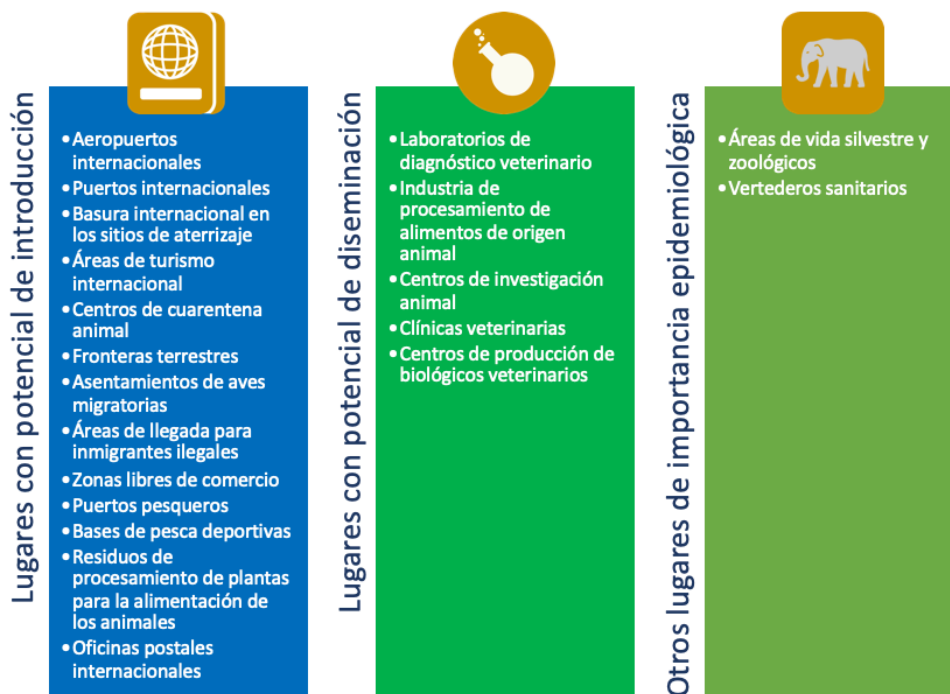 Lugares con potencial de introducción
•Aeropuertos
internacionales
•Puertos internacionales
•Basura internacional en
los sitios de aterrizaje
•Áreas de turismo
internacional
•Centros de cuarentena
animal
•Fronteras terrestres
•Asentamientos de aves
migratorias
•Áreas de llegada para
inmigrantes ilegales
•Zonas libres de comercio
•Puertos pesqueros
•Bases de pesca deportivas
•Residuos de
procesamiento de plantas
para la alimentación de
los animales
•Oficinas postales
internacionales
Lugares con potencial de diseminación
•Laboratorios de
diagnóstico veterinario
•Industria de
procesamiento de
alimentos de origen
animal
•Centros de investigación
animal
•Clínicas veterinarias
•Centros de producción de
biológicos veterinarios
Otros lugares de importancia epidemiológica
•Áreas de vida silvestre y
zoológicos
•Vertederos sanitarios